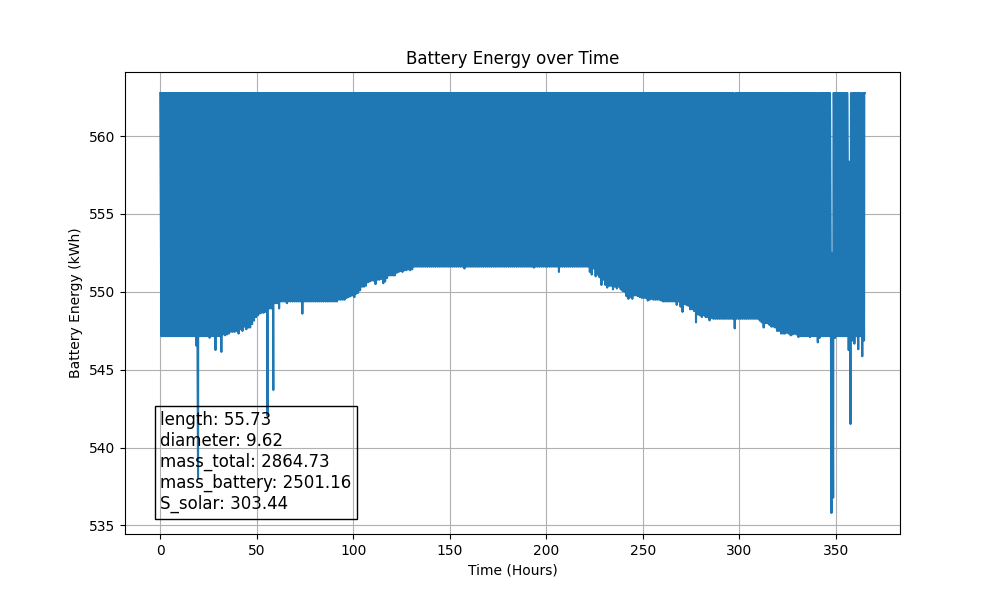 Battery Energy over Time
Battery Energy (kWh)
560
555
550
545
540
535
length: 55.73
diameter: 9.62
mass_total: 2864.73
mass_battery: 2501.16
S_solar: 303.44
0 50 100 150 200 250 300 350
Time (Hours)